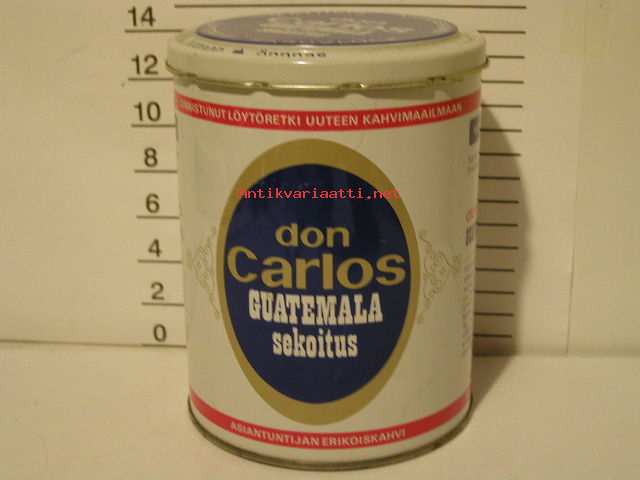 14
12
10
8
6
4
2
0
ONNISTUNUT LÖYTÖRETKI UUTEEN KAHVIMAAILMAAN
Antikvariaatti.net
don
Carlos
GUATEMALA
sekoitus
ASIANTUNTIJAN ERIKOISKAHVI